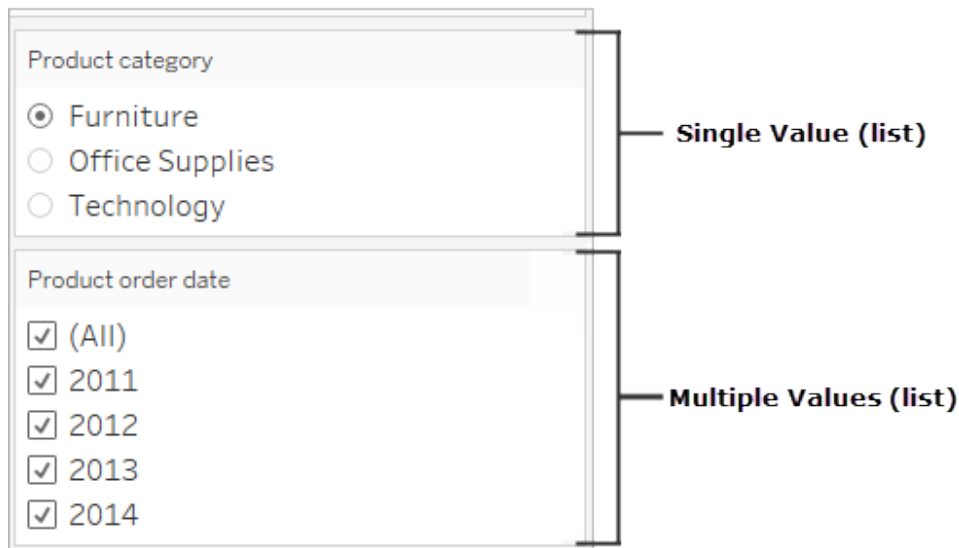 Product category
Furniture
Office Supplies
Technology
Single Value (list)
Product order date
(All)
2011
2012
2013
2014
Multiple Values (list)